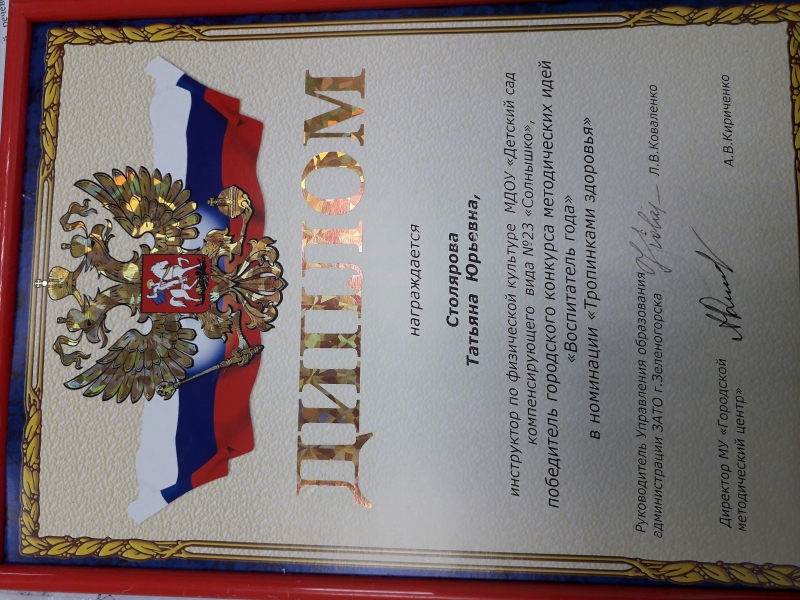 ДИПЛОМ
награждается
Столярова
Татьяна Юрьевна,
инструктор по физической культуре МДОУ «Детский сад
компенсирующего вида №23 «Солнышко»,
победитель городского конкурса методических идей
«Воспитатель года»
в номинации «Тропинками здоровья»
Руководитель Управления образования
администрации ЗАТО г.Зеленогорска Л.В.Коваленко
Директор МУ «Городской
методический центр» А.В.Кириченко